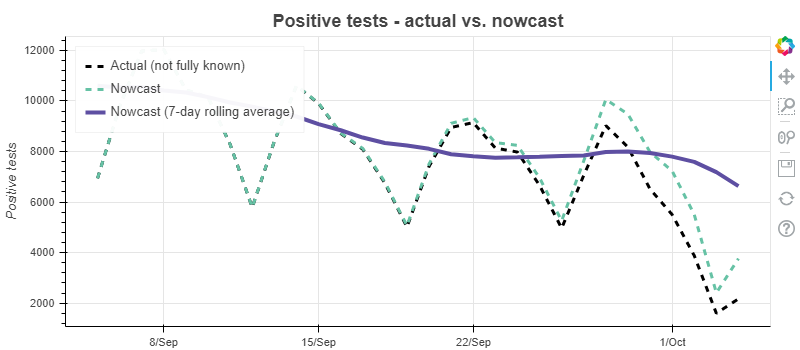 Positive tests - actual vs. nowcast
12000
10000
8000
6000
4000
2000
Positive tests
Actual (not fully known)
Nowcast
Nowcast (7-day rolling average)
8/Sep
15/Sep
22/Sep
1/Oct